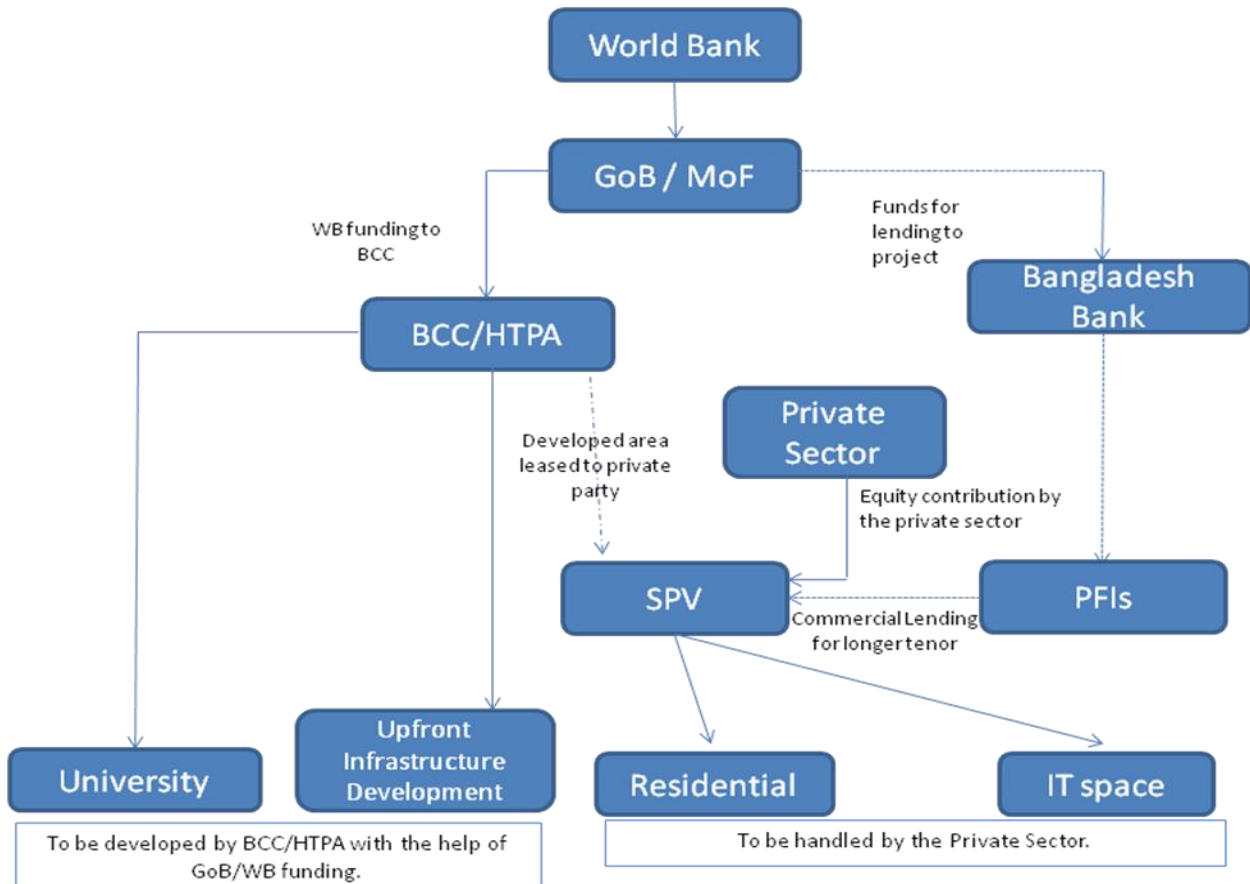 World Bank
GoB / MoF
WB funding to
BCC
Funds for
lending to
project
Bangladesh
Bank
BCC/HTPA
Private
Sector
Developed area
leased to private
party
Equity contribution by
the private sector
SPV
PFIs
Commercial Lending
for longer tenor
University
Upfront
Infrastructure
Development
Residential
IT space
To be developed by BCC/HTPA with the help of
GoB/WB funding.
To be handled by the Private Sector.